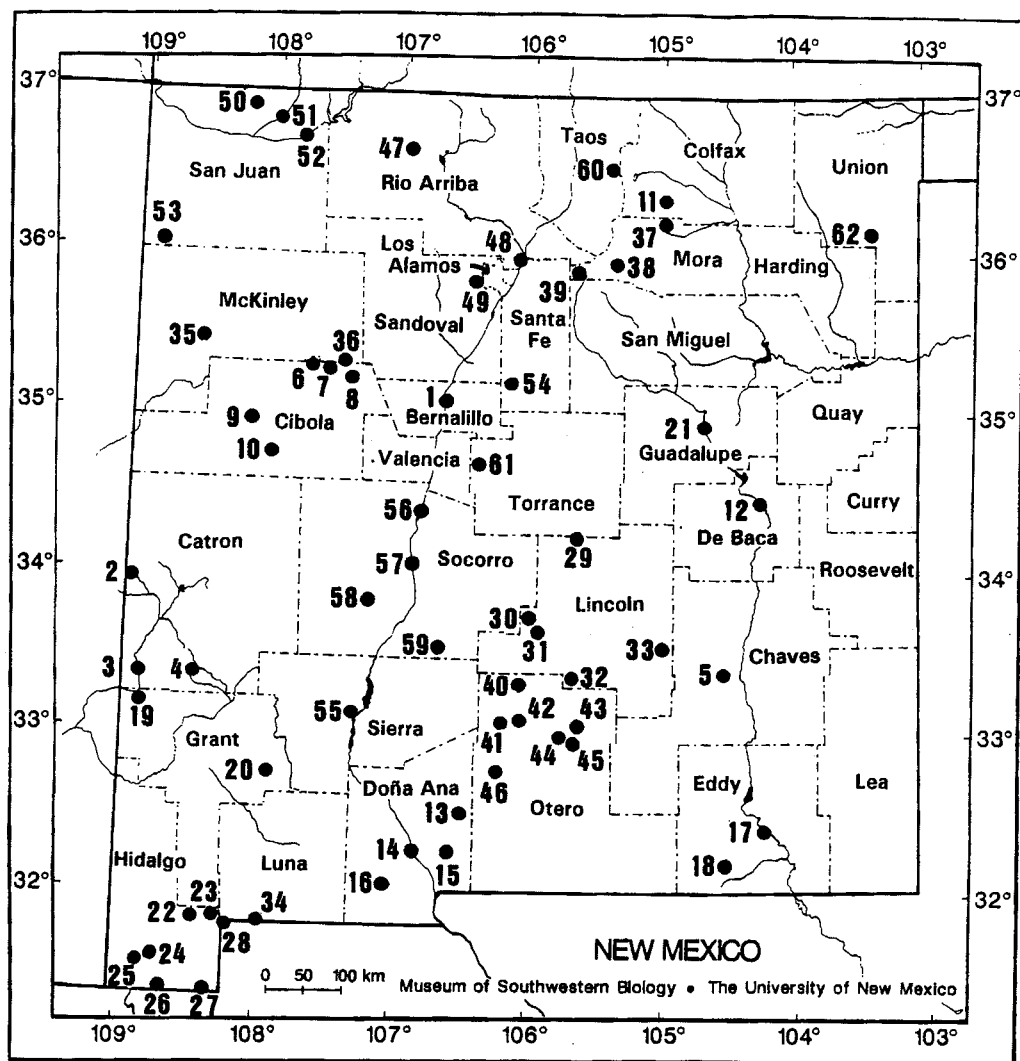 109° 108° 107° 106° 105° 104° 103°
37° 37°
50 51 52
47
Taos
60
Colfax
Union
San Juan
Rio Arriba
11
37
53
36° 36°
Los Alamos
48
49
39
38
Mora
Harding
62
McKinley
Sandoval
Santa Fe
San Miguel
35
36
6 7 8
54
1
Bernalillo
Quay
35° 35°
9
Cibola
10
Valencia
61
21
Guadalupe
Torrance
12
De Baca
Curry
56
29
Catron
Socorro
57
Roosevelt
34° 34°
2
58
Lincoln
30
31
59
33
32
Chaves
5
3
4
19
40
42
43
41
44
45
55
Sierra
33° 33°
Grant
20
Doña Ana
46
Otero
Eddy
Lea
13
14
15
16
17
18
Hidalgo
Luna
32° 32°
22
23
34
28
24
25
26
27
NEW MEXICO
0 50 100 km
Museum of Southwestern Biology • The University of New Mexico
109° 108° 107° 106° 105° 104° 103°